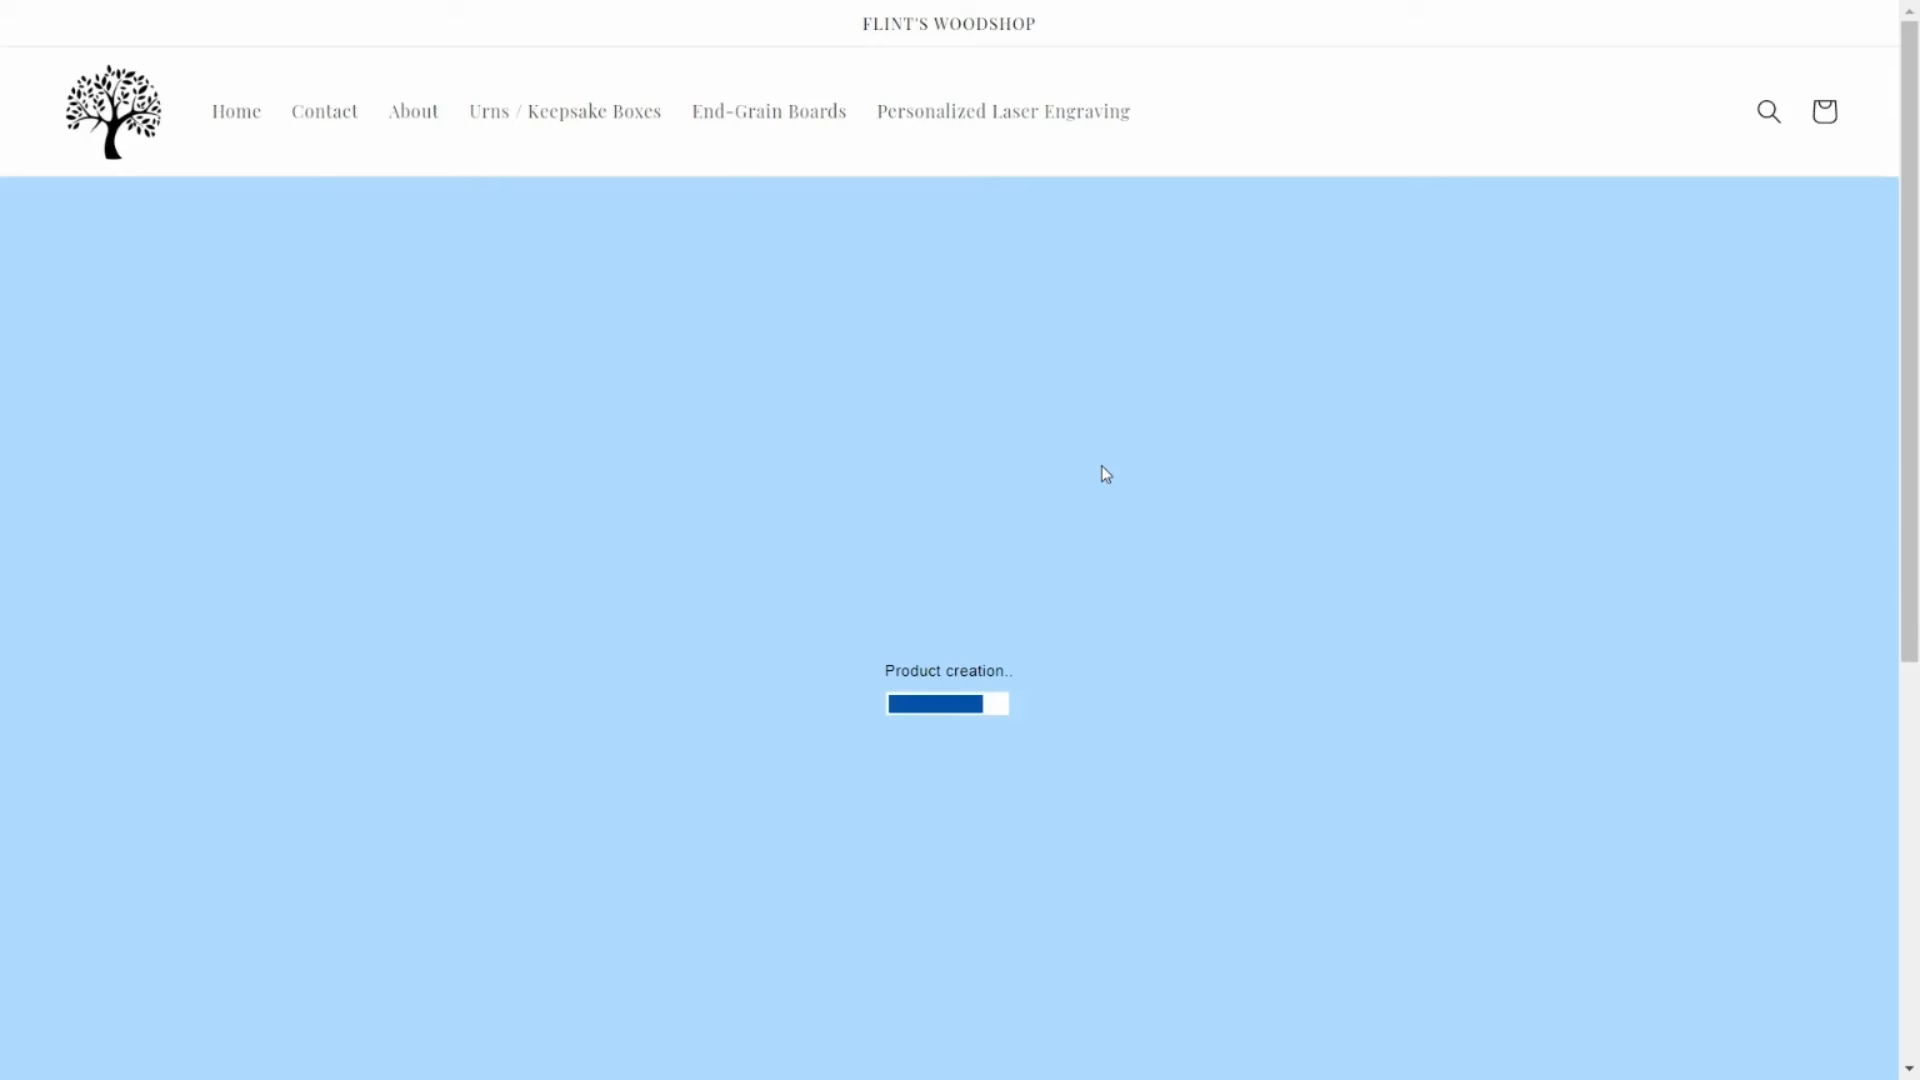 FLINT'S WOODSHOP
Home Contact About Urns / Keepsake Boxes End-Grain Boards Personalized Laser Engraving
Product creation..